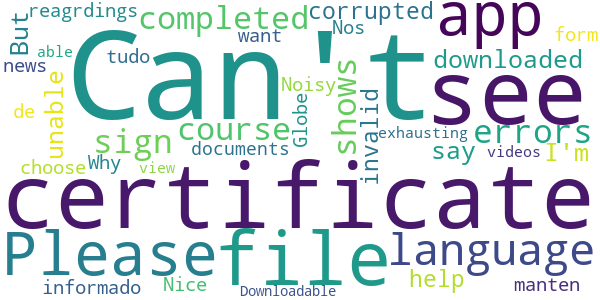 reagrdings
completed
corrupted
Nos
app
form
But
able
tudo
want
Can't
see
downloaded
news
de
unable
Noisy
Globe
shows
invalid
sign
course
documents
exhausting
errors
choose
Why
view
say
videos
I'm
certificate
Please
file
language
informado
Nice
Downloadable
help
manten